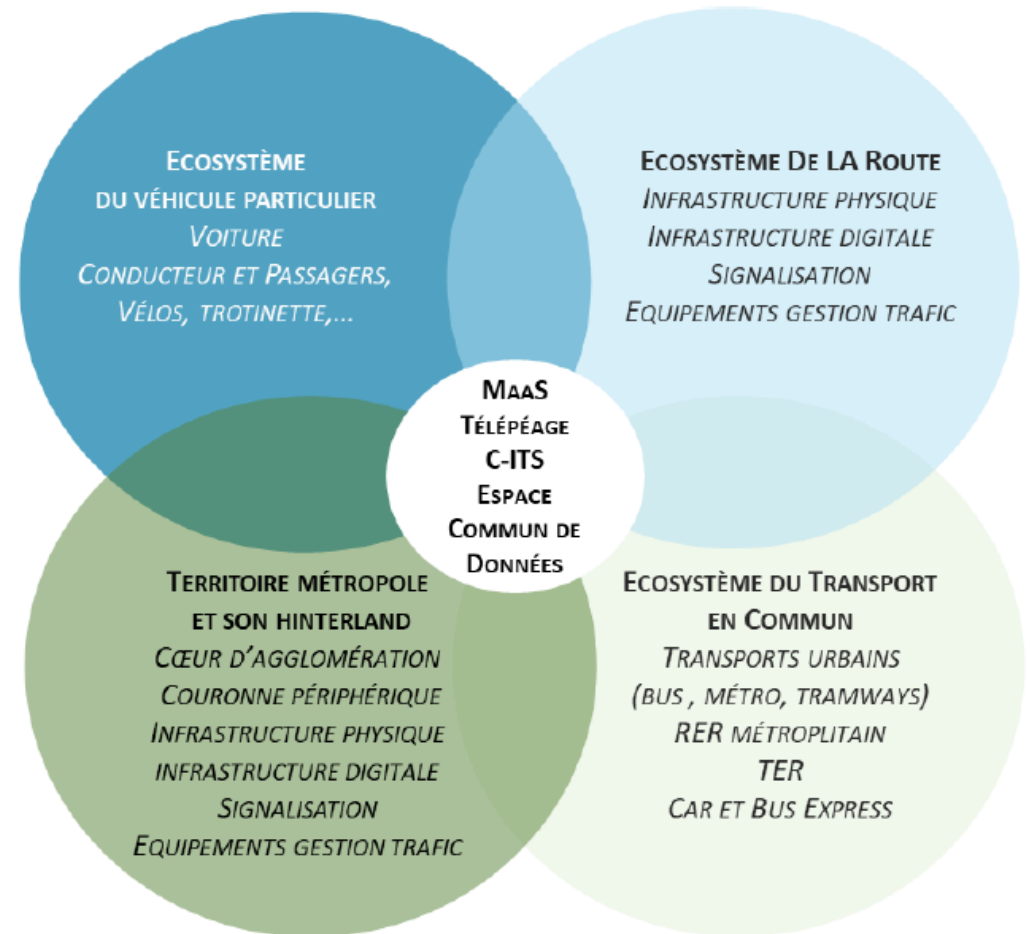 Ecosystème
du véhicule particulier
Voiture
Conducteur et Passagers,
Vélos, trotinette,...
Ecosystème De LA Route
Infrastructure physique
Infrastructure digitale
Signalisation
Equipements gestion trafic
MaaS
Télépéage
C-ITS
Espace
Commun de
Données
Territoire métropole
et son hinterland
Cœur d'agglomération
Couronne périphérique
Infrastructure physique
infrastructure digitale
Signalisation
Equipements gestion trafic
Ecosystème du Transport
en Commun
Transports urbains
(bus , métro, tramways)
RER métroplitain
TER
Car et Bus Express